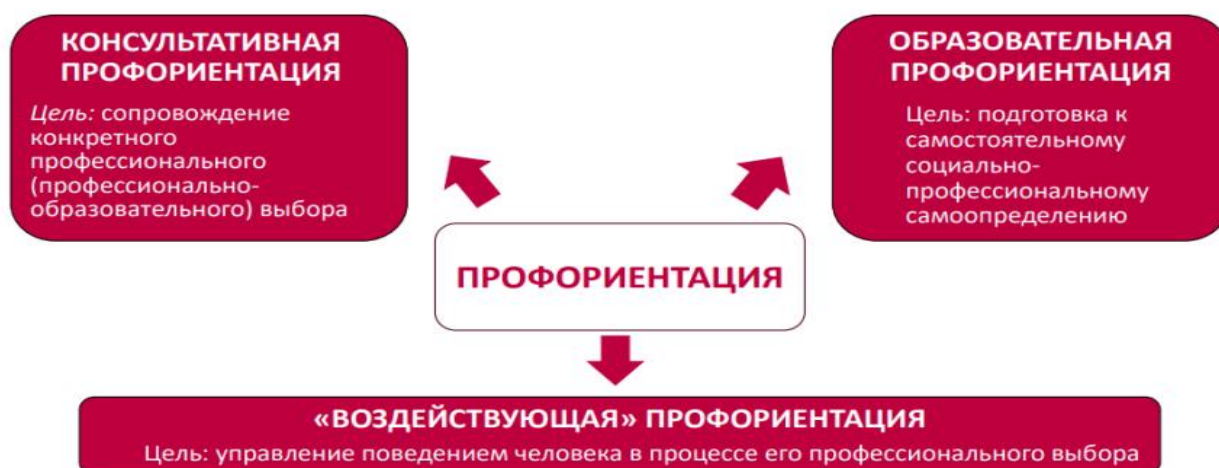 КОНСУЛЬТАТИВНАЯ
ПРОФОРИЕНТАЦИЯ
Цель: сопровождение
конкретного
профессионального
(профессионально-
образовательного) выбора
ОБРАЗОВАТЕЛЬНАЯ
ПРОФОРИЕНТАЦИЯ
Цель: подготовка к
самостоятельному
социально-
профессиональному
самоопределению
ПРОФОРИЕНТАЦИЯ
«ВОЗДЕЙСТВУЮЩАЯ» ПРОФОРИЕНТАЦИЯ
Цель: управление поведением человека в процессе его профессионального выбора